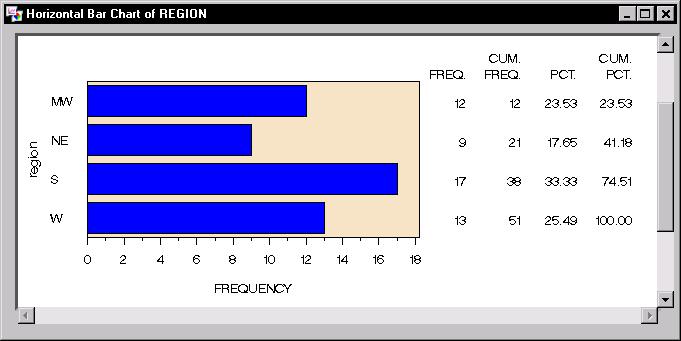 Horizontal Bar Chart of REGION
CUM. CUM.
FREQ. FREQ. PCT. PCT.
MW 12 12 23.53 23.53
NE 9 21 17.65 41.18
region
S 17 38 33.33 74.51
W 13 51 25.49 100.00
0 2 4 6 8 10 12 14 16 18
FREQUENCY